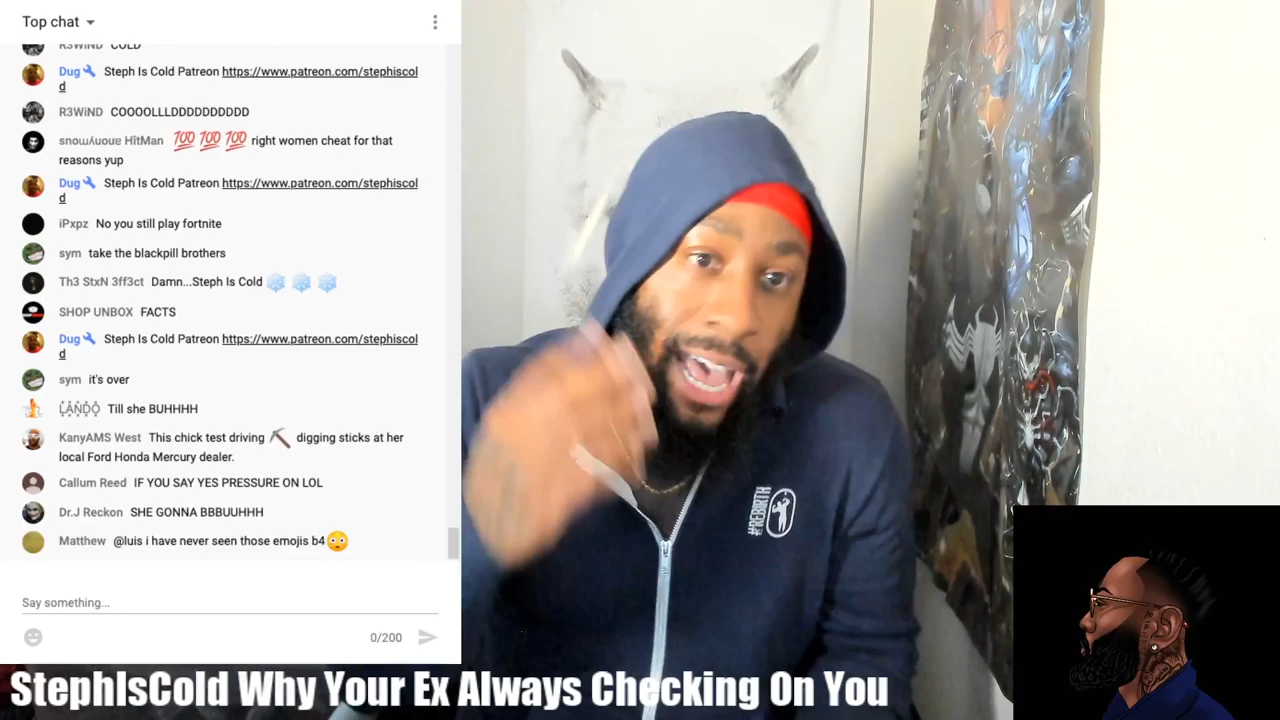 Top chat
R3WiND COLD
Dug Steph Is Cold Patreon https://www.patreon.com/stephiscol
d
R3WiND COOOOLLLDDDDDDDDDD
HitMan 💯 💯 💯 right women cheat for that
reasons yup
Dug Steph Is Cold Patreon https://www.patreon.com/stephiscol
d
iPxpz No you still play fortnite
sym take the blackpill brothers
Th3 StxN 3ff3ct Damn...Steph Is Cold ❄️ ❄️ ❄️
SHOP UNBOX FACTS
Dug Steph Is Cold Patreon https://www.patreon.com/stephiscol
d
sym it's over
Till she BUHHHH
KanyAMS West This chick test driving ⛏️ digging sticks at her
local Ford Honda Mercury dealer.
Callum Reed IF YOU SAY YES PRESSURE ON LOL
Dr.J Reckon SHE GONNA BBBUUHHH
Matthew @luis i have never seen those emojis b4😳
Say something...
0/200
#REBIRTH
StephIsCold Why Your Ex Always Checking On You